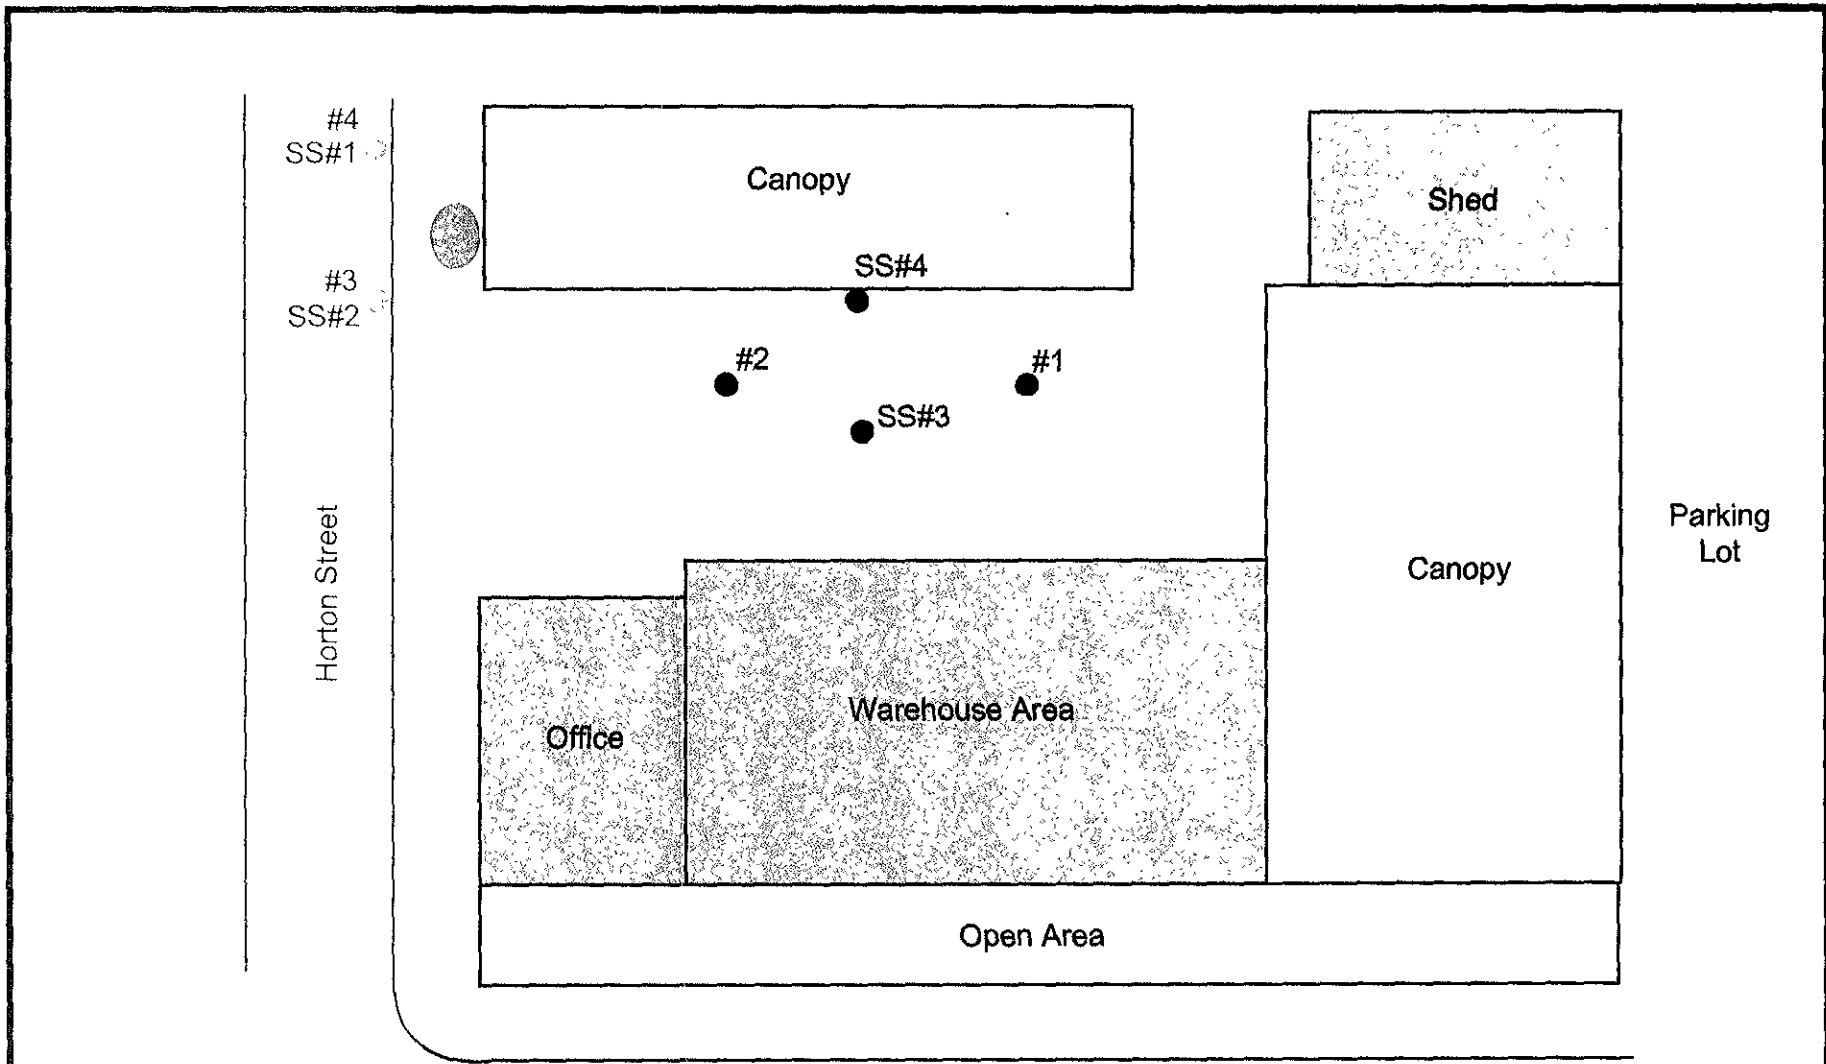 #4
SS#1
Canopy
Shed
SS#4
#3
SS#2
#2
#1
SS#3
Horton Street
Parking
Lot
Canopy
Warehouse Area
Office
Open Area